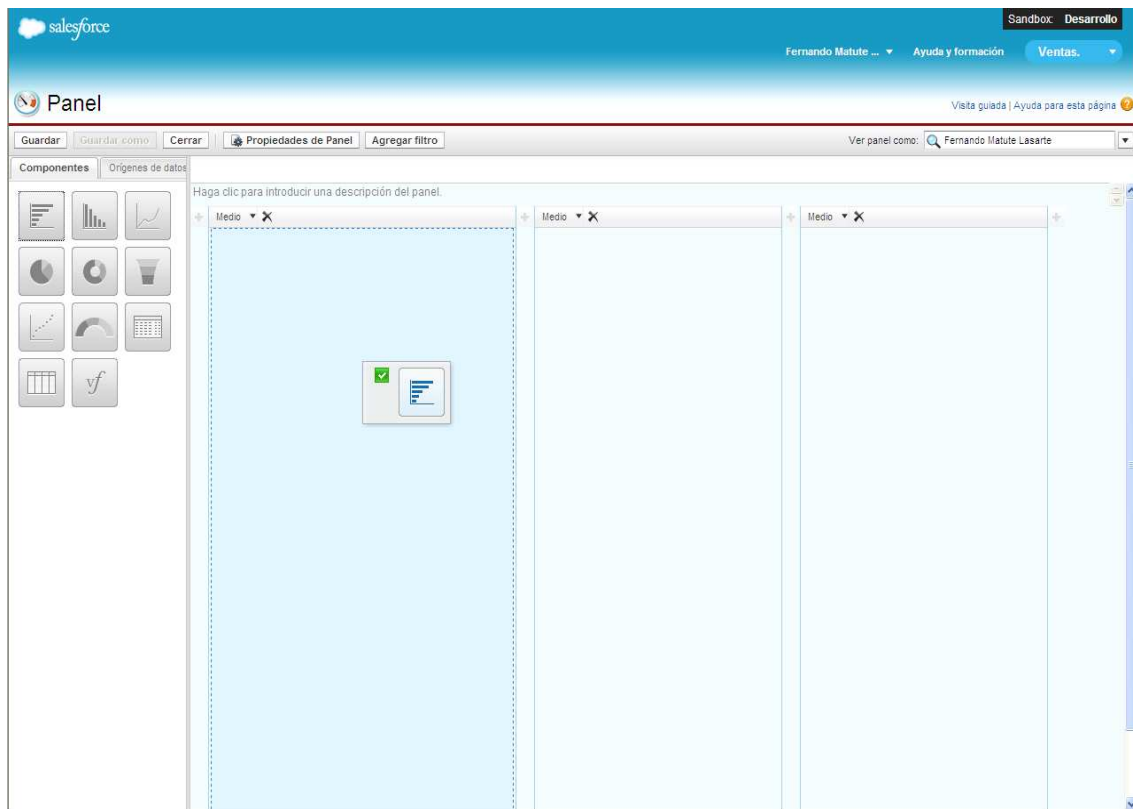 salesforce
Sandbox: Desarrollo
Fernando Matute ... Ayuda y formación Ventas.
Panel
Visita guiada | Ayuda para esta página
Guardar Guardar como Cerrar Propiedades de Panel Agregar filtro Ver panel como: Fernando Matute Lasarte
Componentes Orígenes de datos
Haga clic para introducir una descripción del panel.
Medio Medio Medio
vf